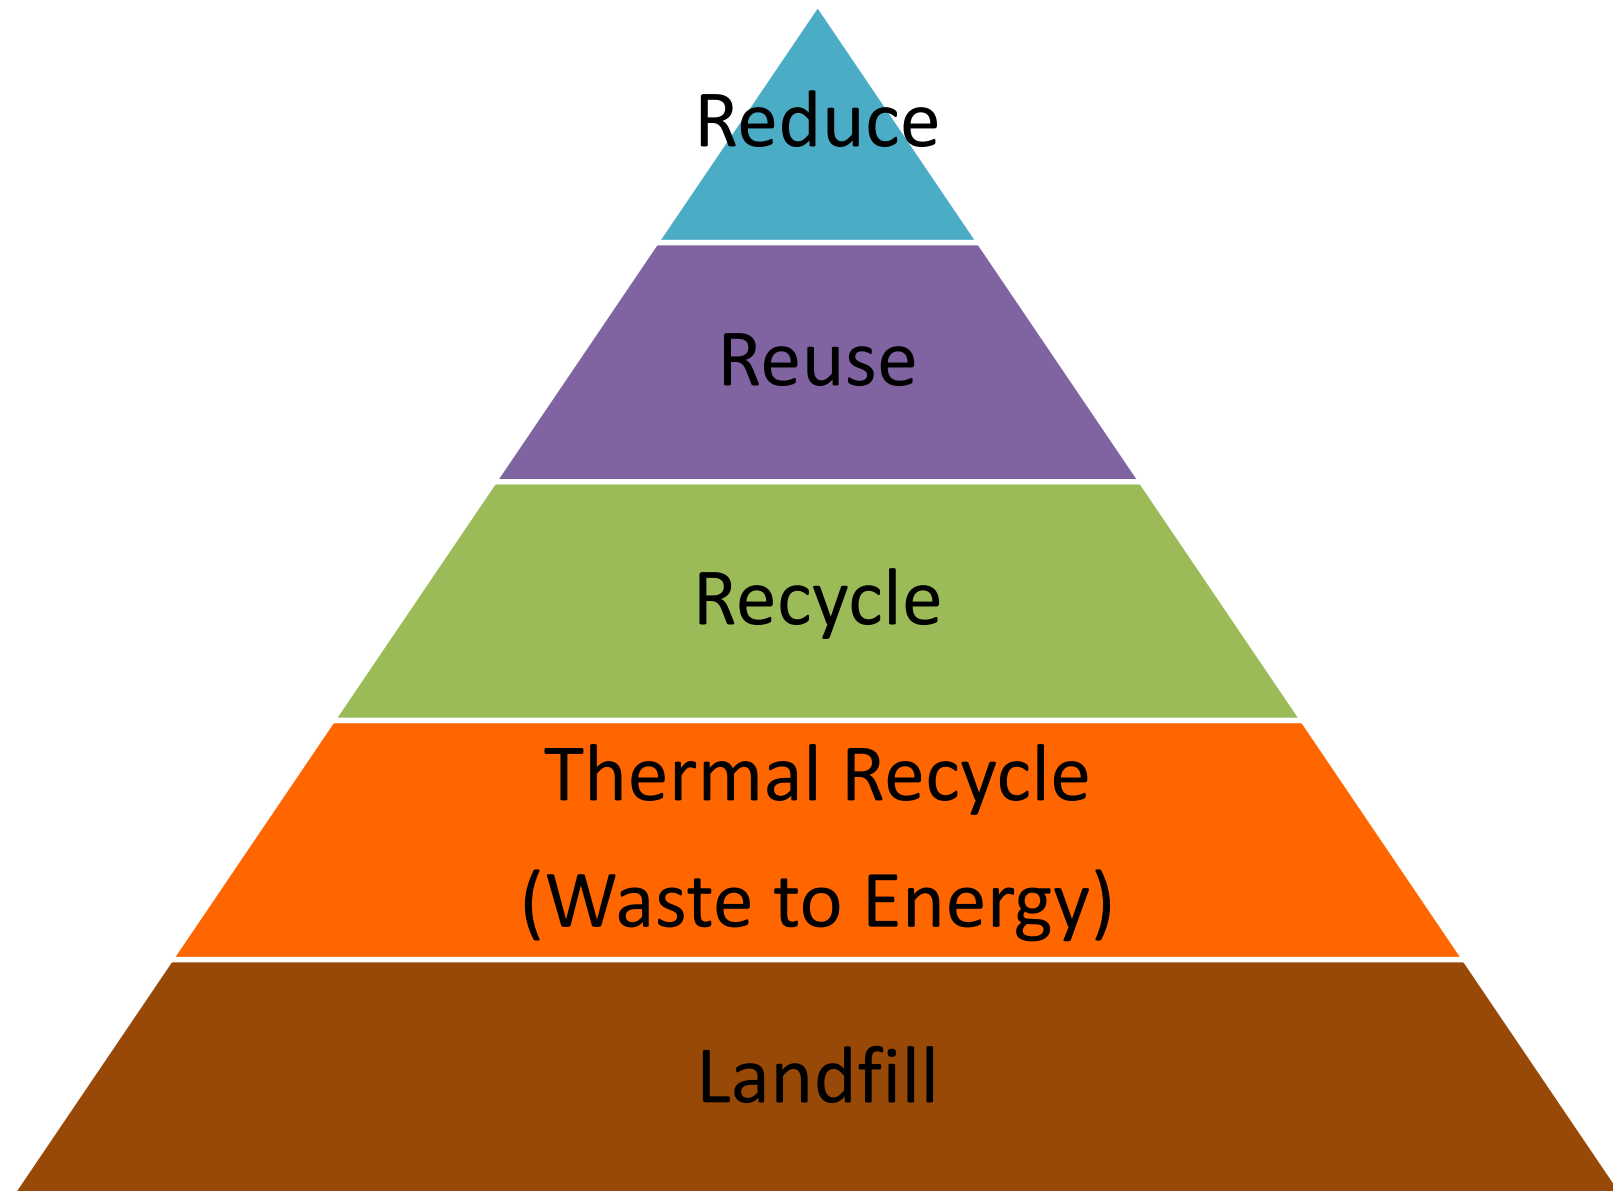 Reduce
Reuse
Recycle
Thermal Recycle
(Waste to Energy)
Landfill